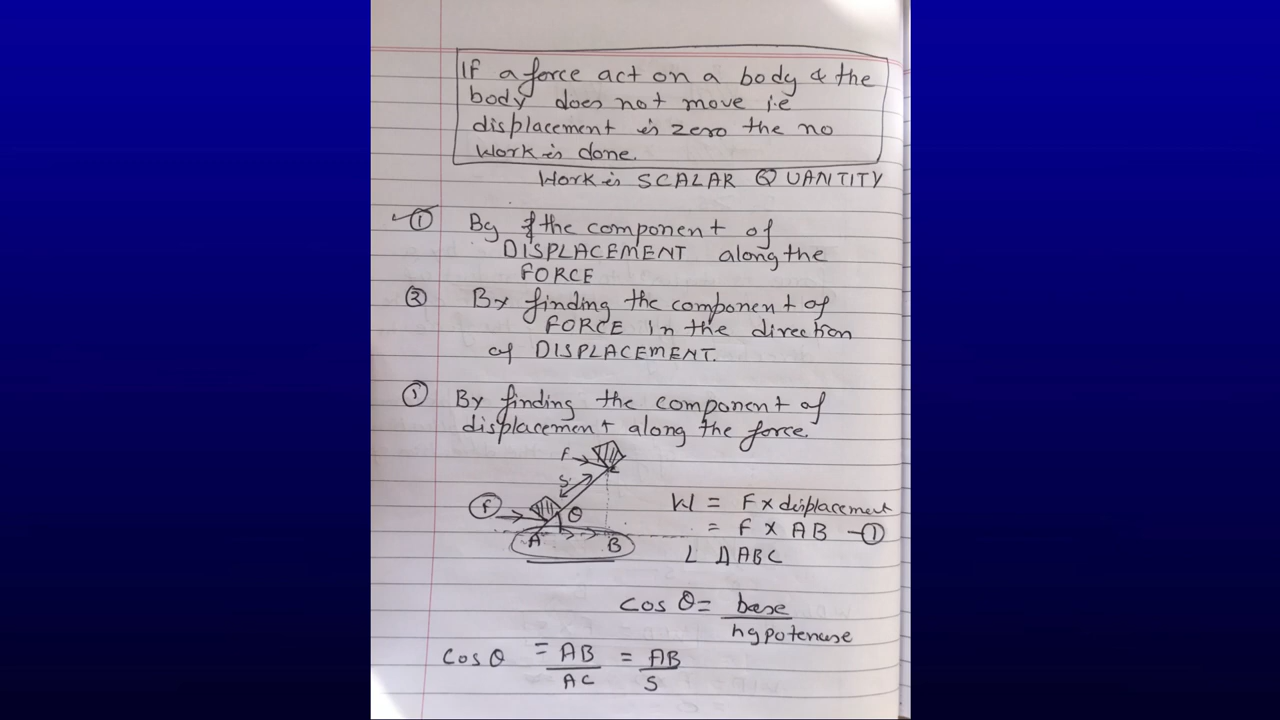 If a force act on a body & the
body does not move i.e
displacement is zero the no
work is done.
Work is SCALAR QUANTITY
① By the component of
DISPLACEMENT along the
FORCE
② By finding the component of
FORCE in the direction
of DISPLACEMENT.
① By finding the component of
displacement along the force.
F
S
F
θ
A
B
W = F x displacement
= F x AB —①
L ΔABC
cos θ = base
hypotenuse
cos θ = AB = AB
AC S